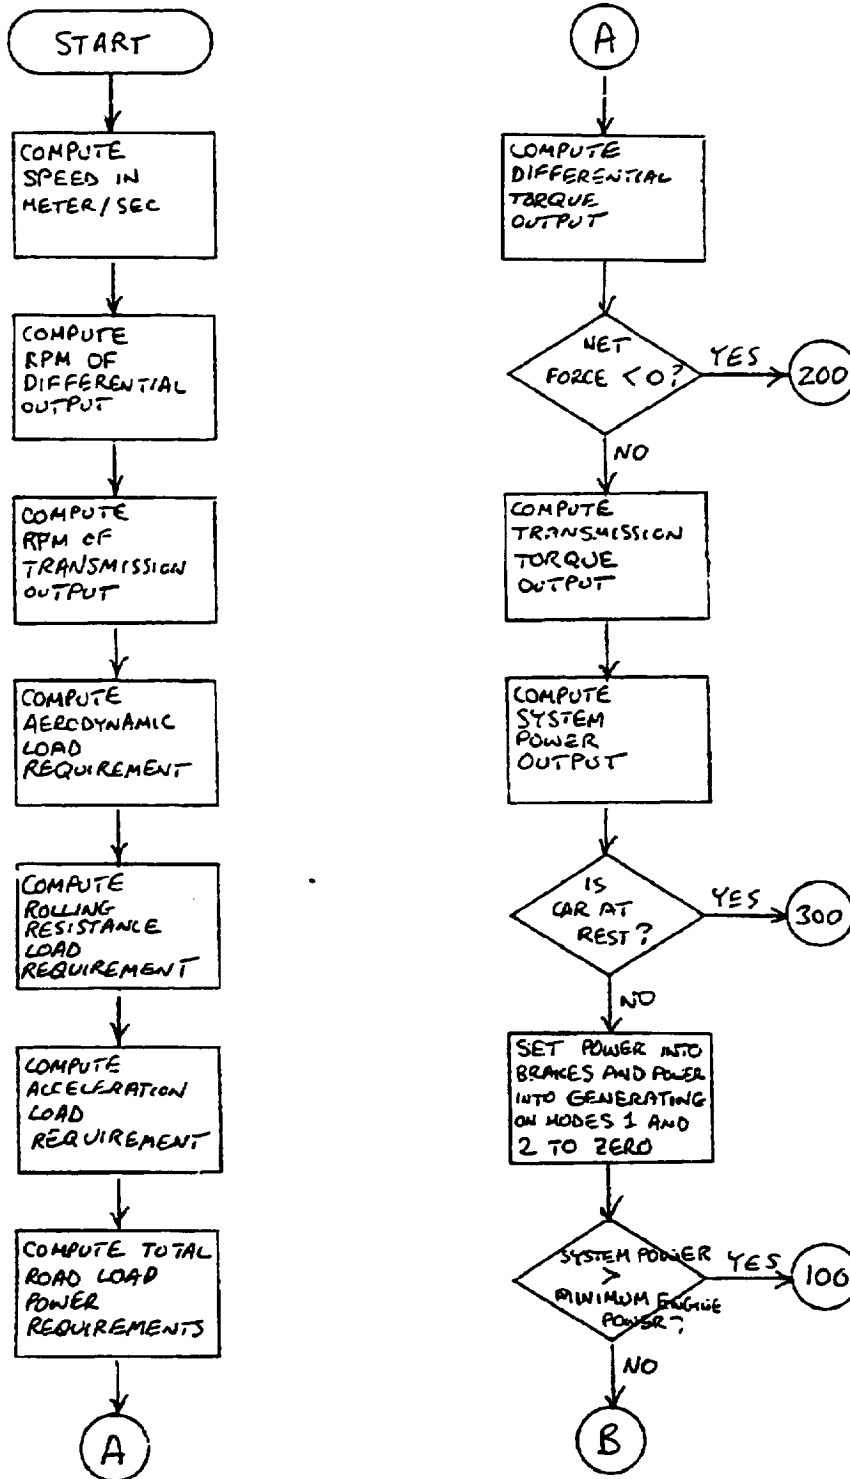 START
COMPUTE
SPEED IN
METER/SEC
COMPUTE
RPM OF
DIFFERENTIAL
OUTPUT
COMPUTE
RPM OF
TRANSMISSION
OUTPUT
COMPUTE
AERODYNAMIC
LOAD
REQUIREMENT
COMPUTE
ROLLING
RESISTANCE
LOAD
REQUIREMENT
COMPUTE
ACCELERATION
LOAD
REQUIREMENT
COMPUTE TOTAL
ROAD LOAD
POWER
REQUIREMENTS
A
A
COMPUTE
DIFFERENTIAL
TORQUE
OUTPUT
NET
FORCE < 0?
YES
200
NO
COMPUTE
TRANSMISSION
TORQUE
OUTPUT
COMPUTE
SYSTEM
POWER
OUTPUT
IS
CAR AT
REST?
YES
300
NO
SET POWER INTO
BRAKES AND POWER
INTO GENERATING
ON MODES 1 AND
2 TO ZERO
SYSTEM POWER
>
MINIMUM ENGINE
POWER?
YES
100
NO
B